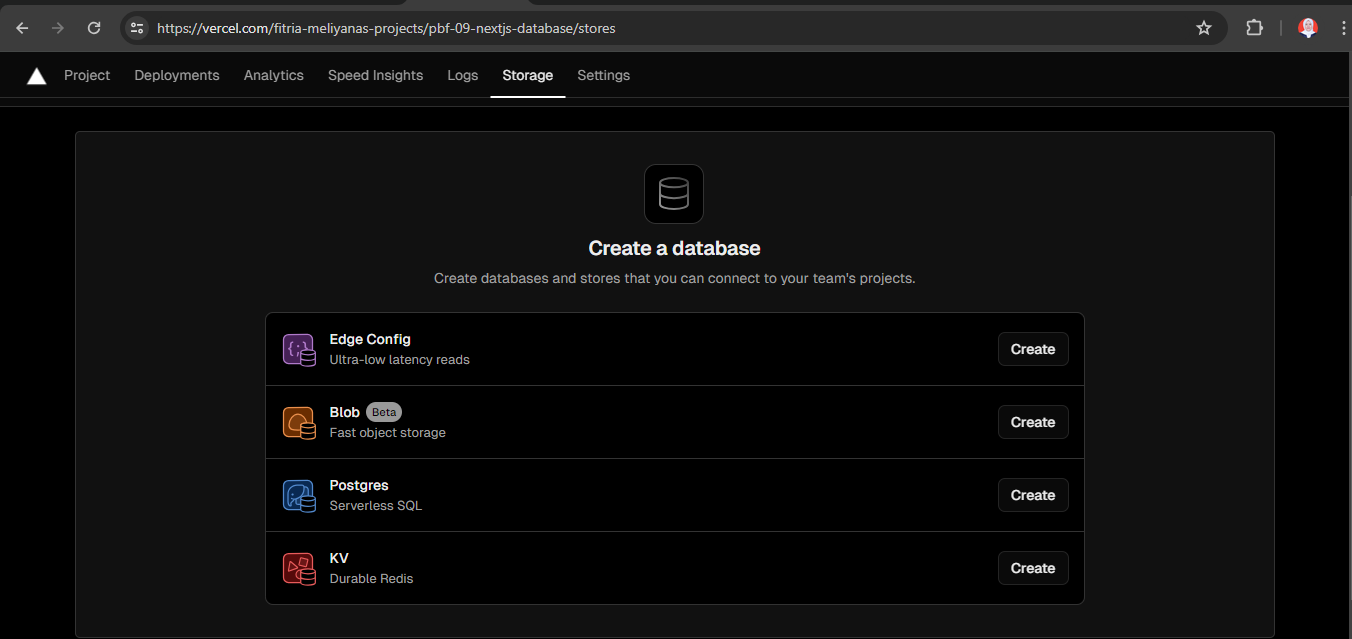 https://vercel.com/fitria-meliyanas-projects/pbf-09-nextjs-database/stores
Project Deployments Analytics Speed Insights Logs Storage Settings
Create a database
Create databases and stores that you can connect to your team's projects.
Edge Config
Ultra-low latency reads
Create
Blob Beta
Fast object storage
Create
Postgres
Serverless SQL
Create
KV
Durable Redis
Create